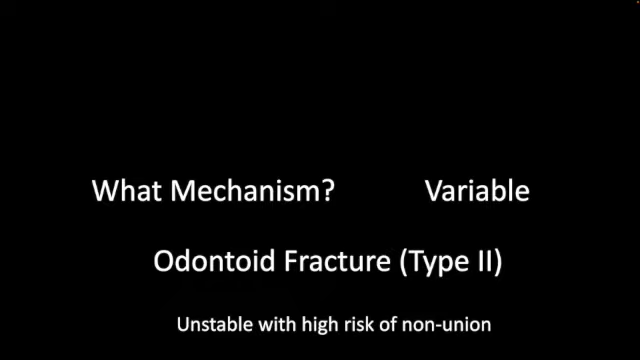 What Mechanism? Variable
Odontoid Fracture (Type II)
Unstable with high risk of non-union